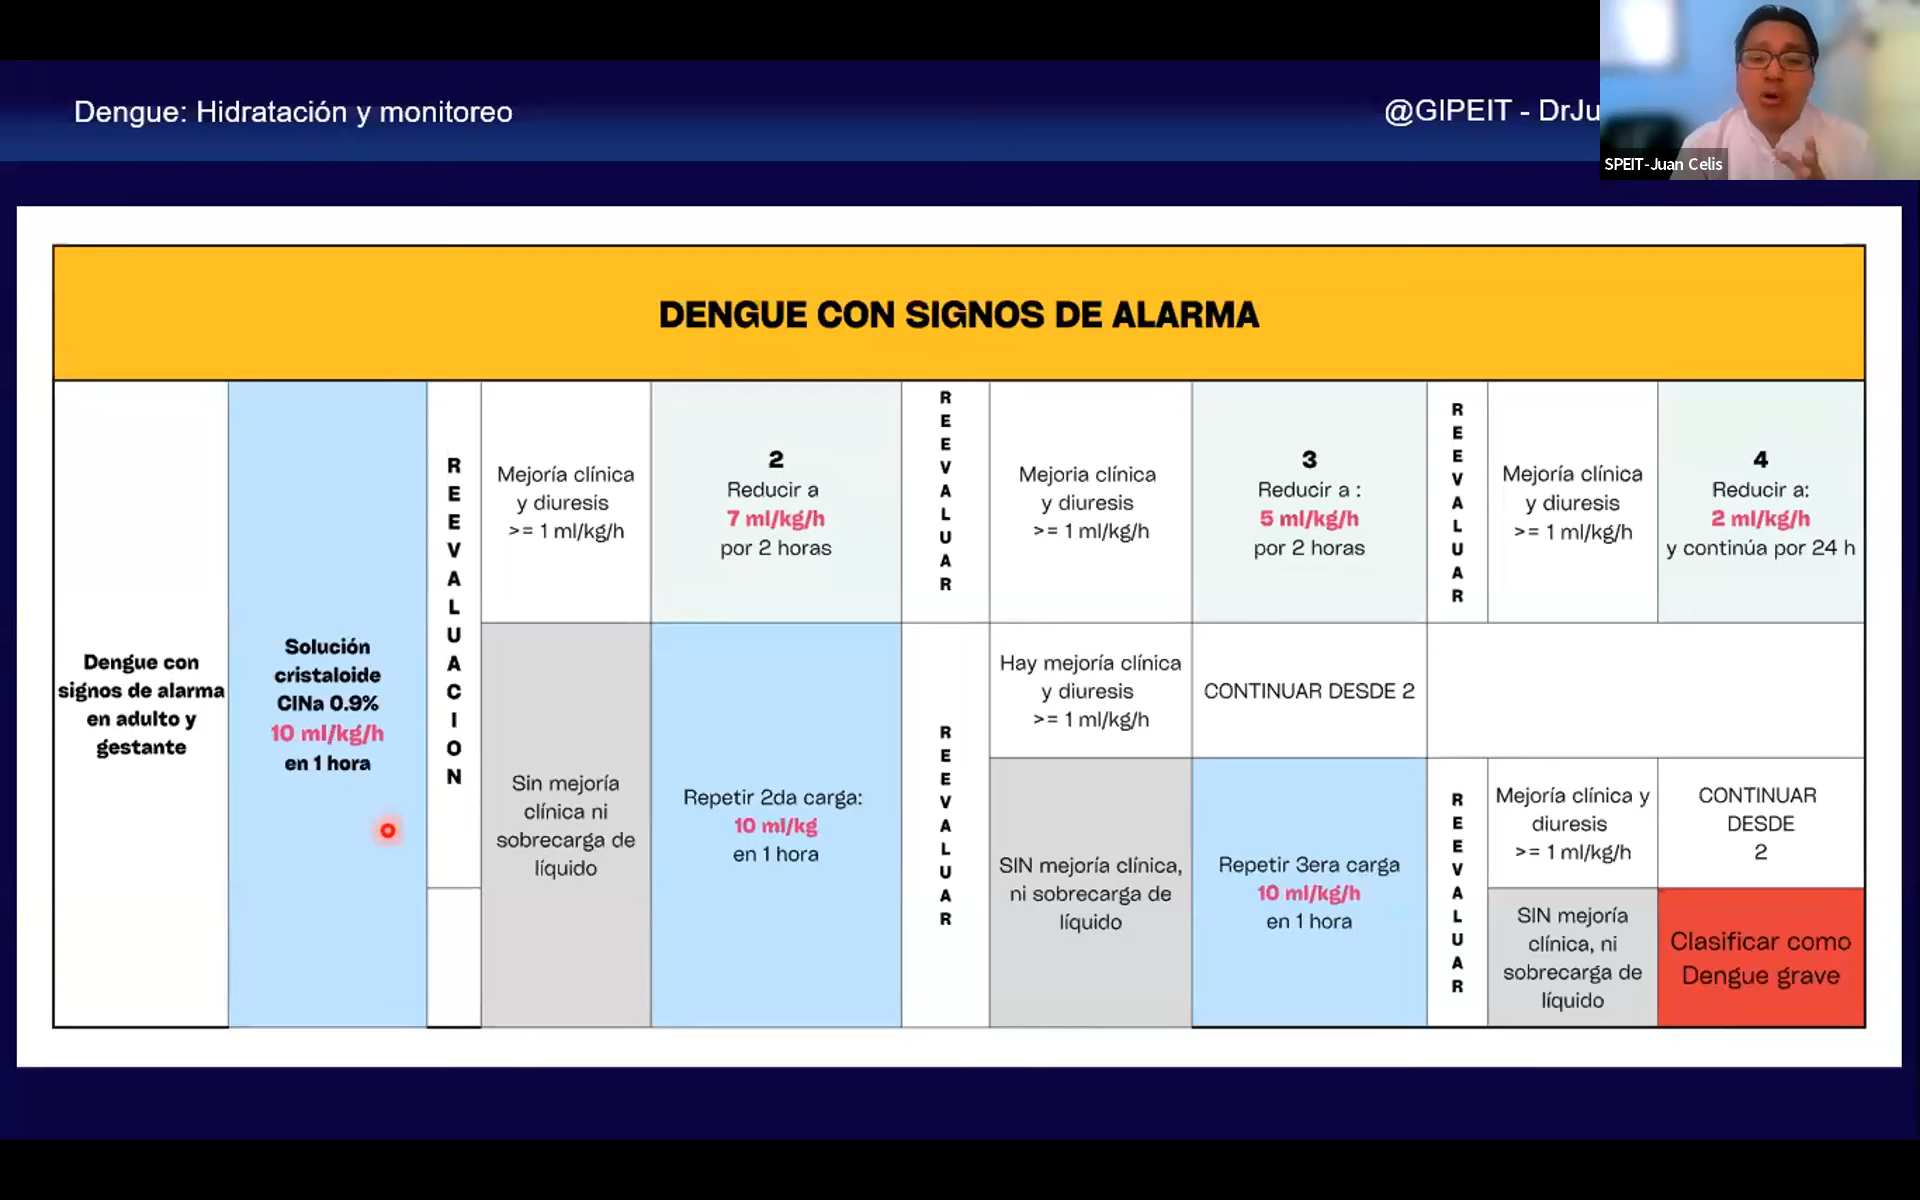 Dengue: Hidratación y monitoreo
@GIPEIT - DrJu
SPEIT-Juan Celis
DENGUE CON SIGNOS DE ALARMA
Dengue con
signos de alarma
en adulto y
gestante
Solución
cristaloide
ClNa 0.9%
10 ml/kg/h
en 1 hora
REEVALUACION
Mejoría clínica
y diuresis
>= 1 ml/kg/h
2
Reducir a
7 ml/kg/h
por 2 horas
REEVALUAR
Mejoria clínica
y diuresis
>= 1 ml/kg/h
3
Reducir a :
5 ml/kg/h
por 2 horas
REEVALUAR
Mejoría clínica
y diuresis
>= 1 ml/kg/h
4
Reducir a:
2 ml/kg/h
y continúa por 24 h
Sin mejoría
clínica ni
sobrecarga de
líquido
Repetir 2da carga:
10 ml/kg
en 1 hora
REEVALUAR
Hay mejoría clínica
y diuresis
>= 1 ml/kg/h
CONTINUAR DESDE 2
SIN mejoría clínica,
ni sobrecarga de
líquido
Repetir 3era carga
10 ml/kg/h
en 1 hora
REEVALUAR
Mejoría clínica y
diuresis
>= 1 ml/kg/h
CONTINUAR
DESDE
2
SIN mejoría
clínica, ni
sobrecarga de
líquido
Clasificar como
Dengue grave